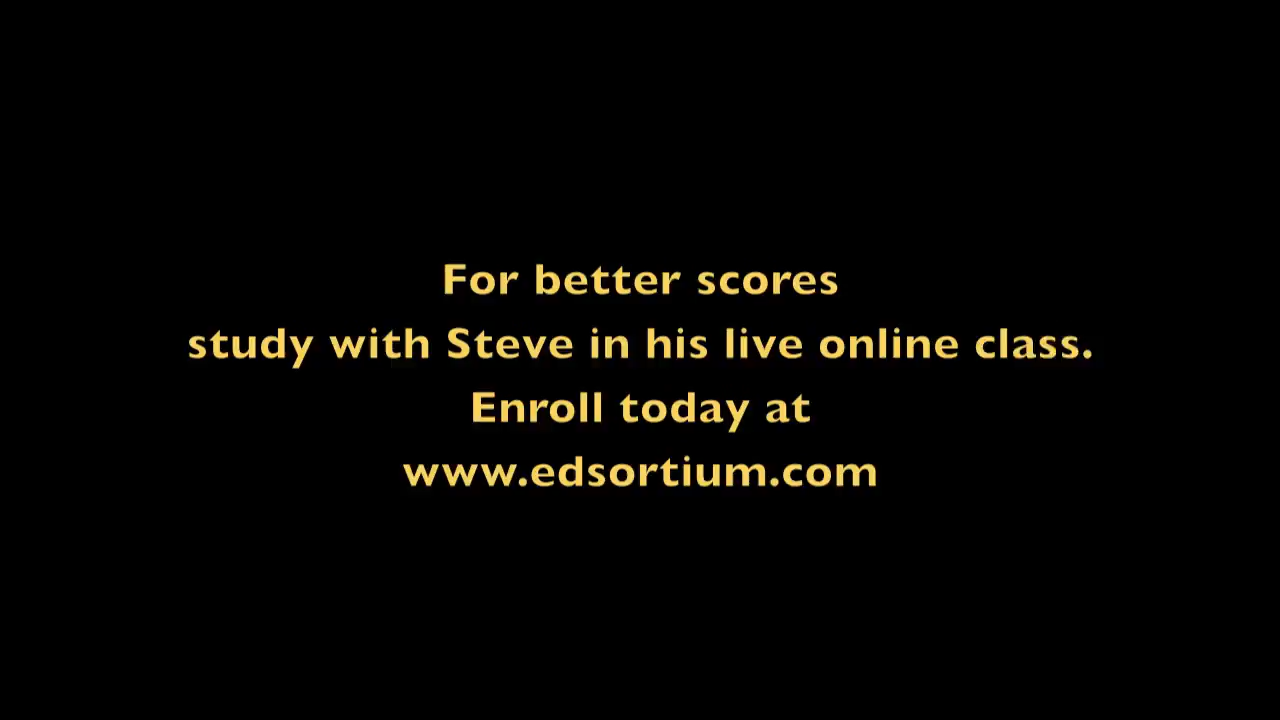 For better scores
study with Steve in his live online class.
Enroll today at
www.edsortium.com